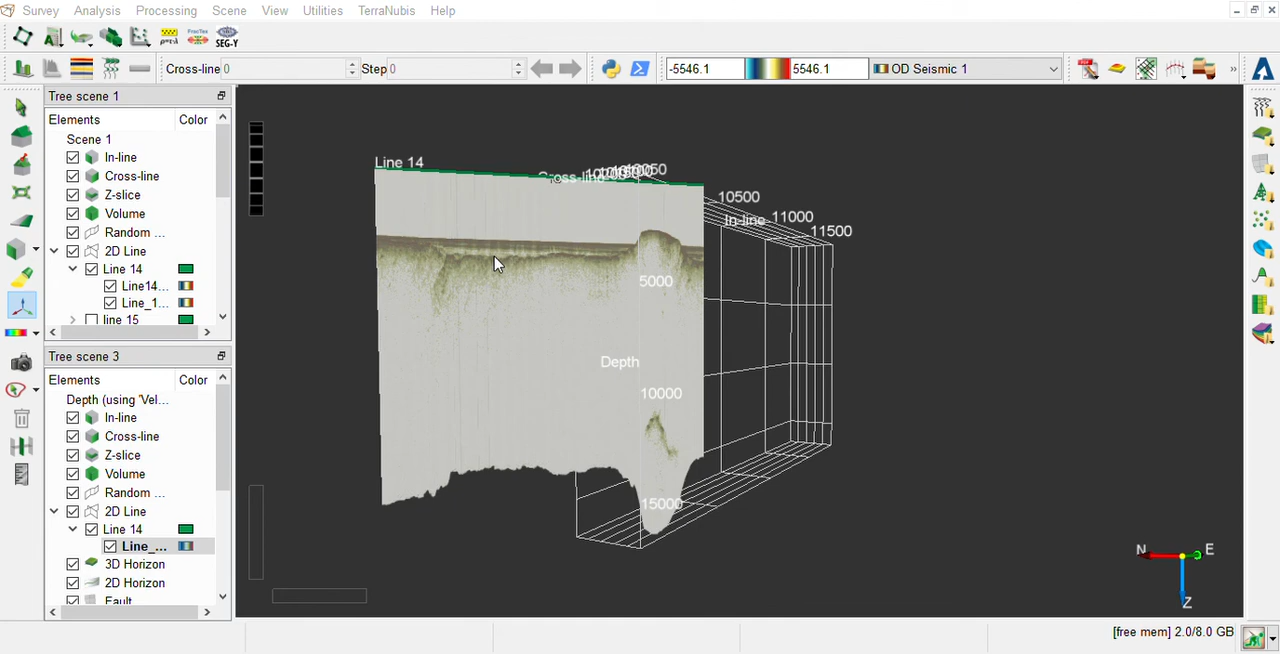 Survey Analysis Processing Scene View Utilities TerraNubis Help
SEG-Y
Cross-line 0 Step 0 -5546.1 5546.1 OD Seismic 1 »
Tree scene 1
Elements Color
Scene 1
In-line
Cross-line
Z-slice
Volume
Random ...
2D Line
Line 14
Line14...
Line_1...
line 15
Tree scene 3
Elements Color
Depth (using 'Vel...
In-line
Cross-line
Z-slice
Volume
Random ...
2D Line
Line 14
Line_...
3D Horizon
2D Horizon
Fault
Line 14
10050
10500
In-line 11000
11500
5000
Depth
10000
15000
N E
Z
[free mem] 2.0/8.0 GB